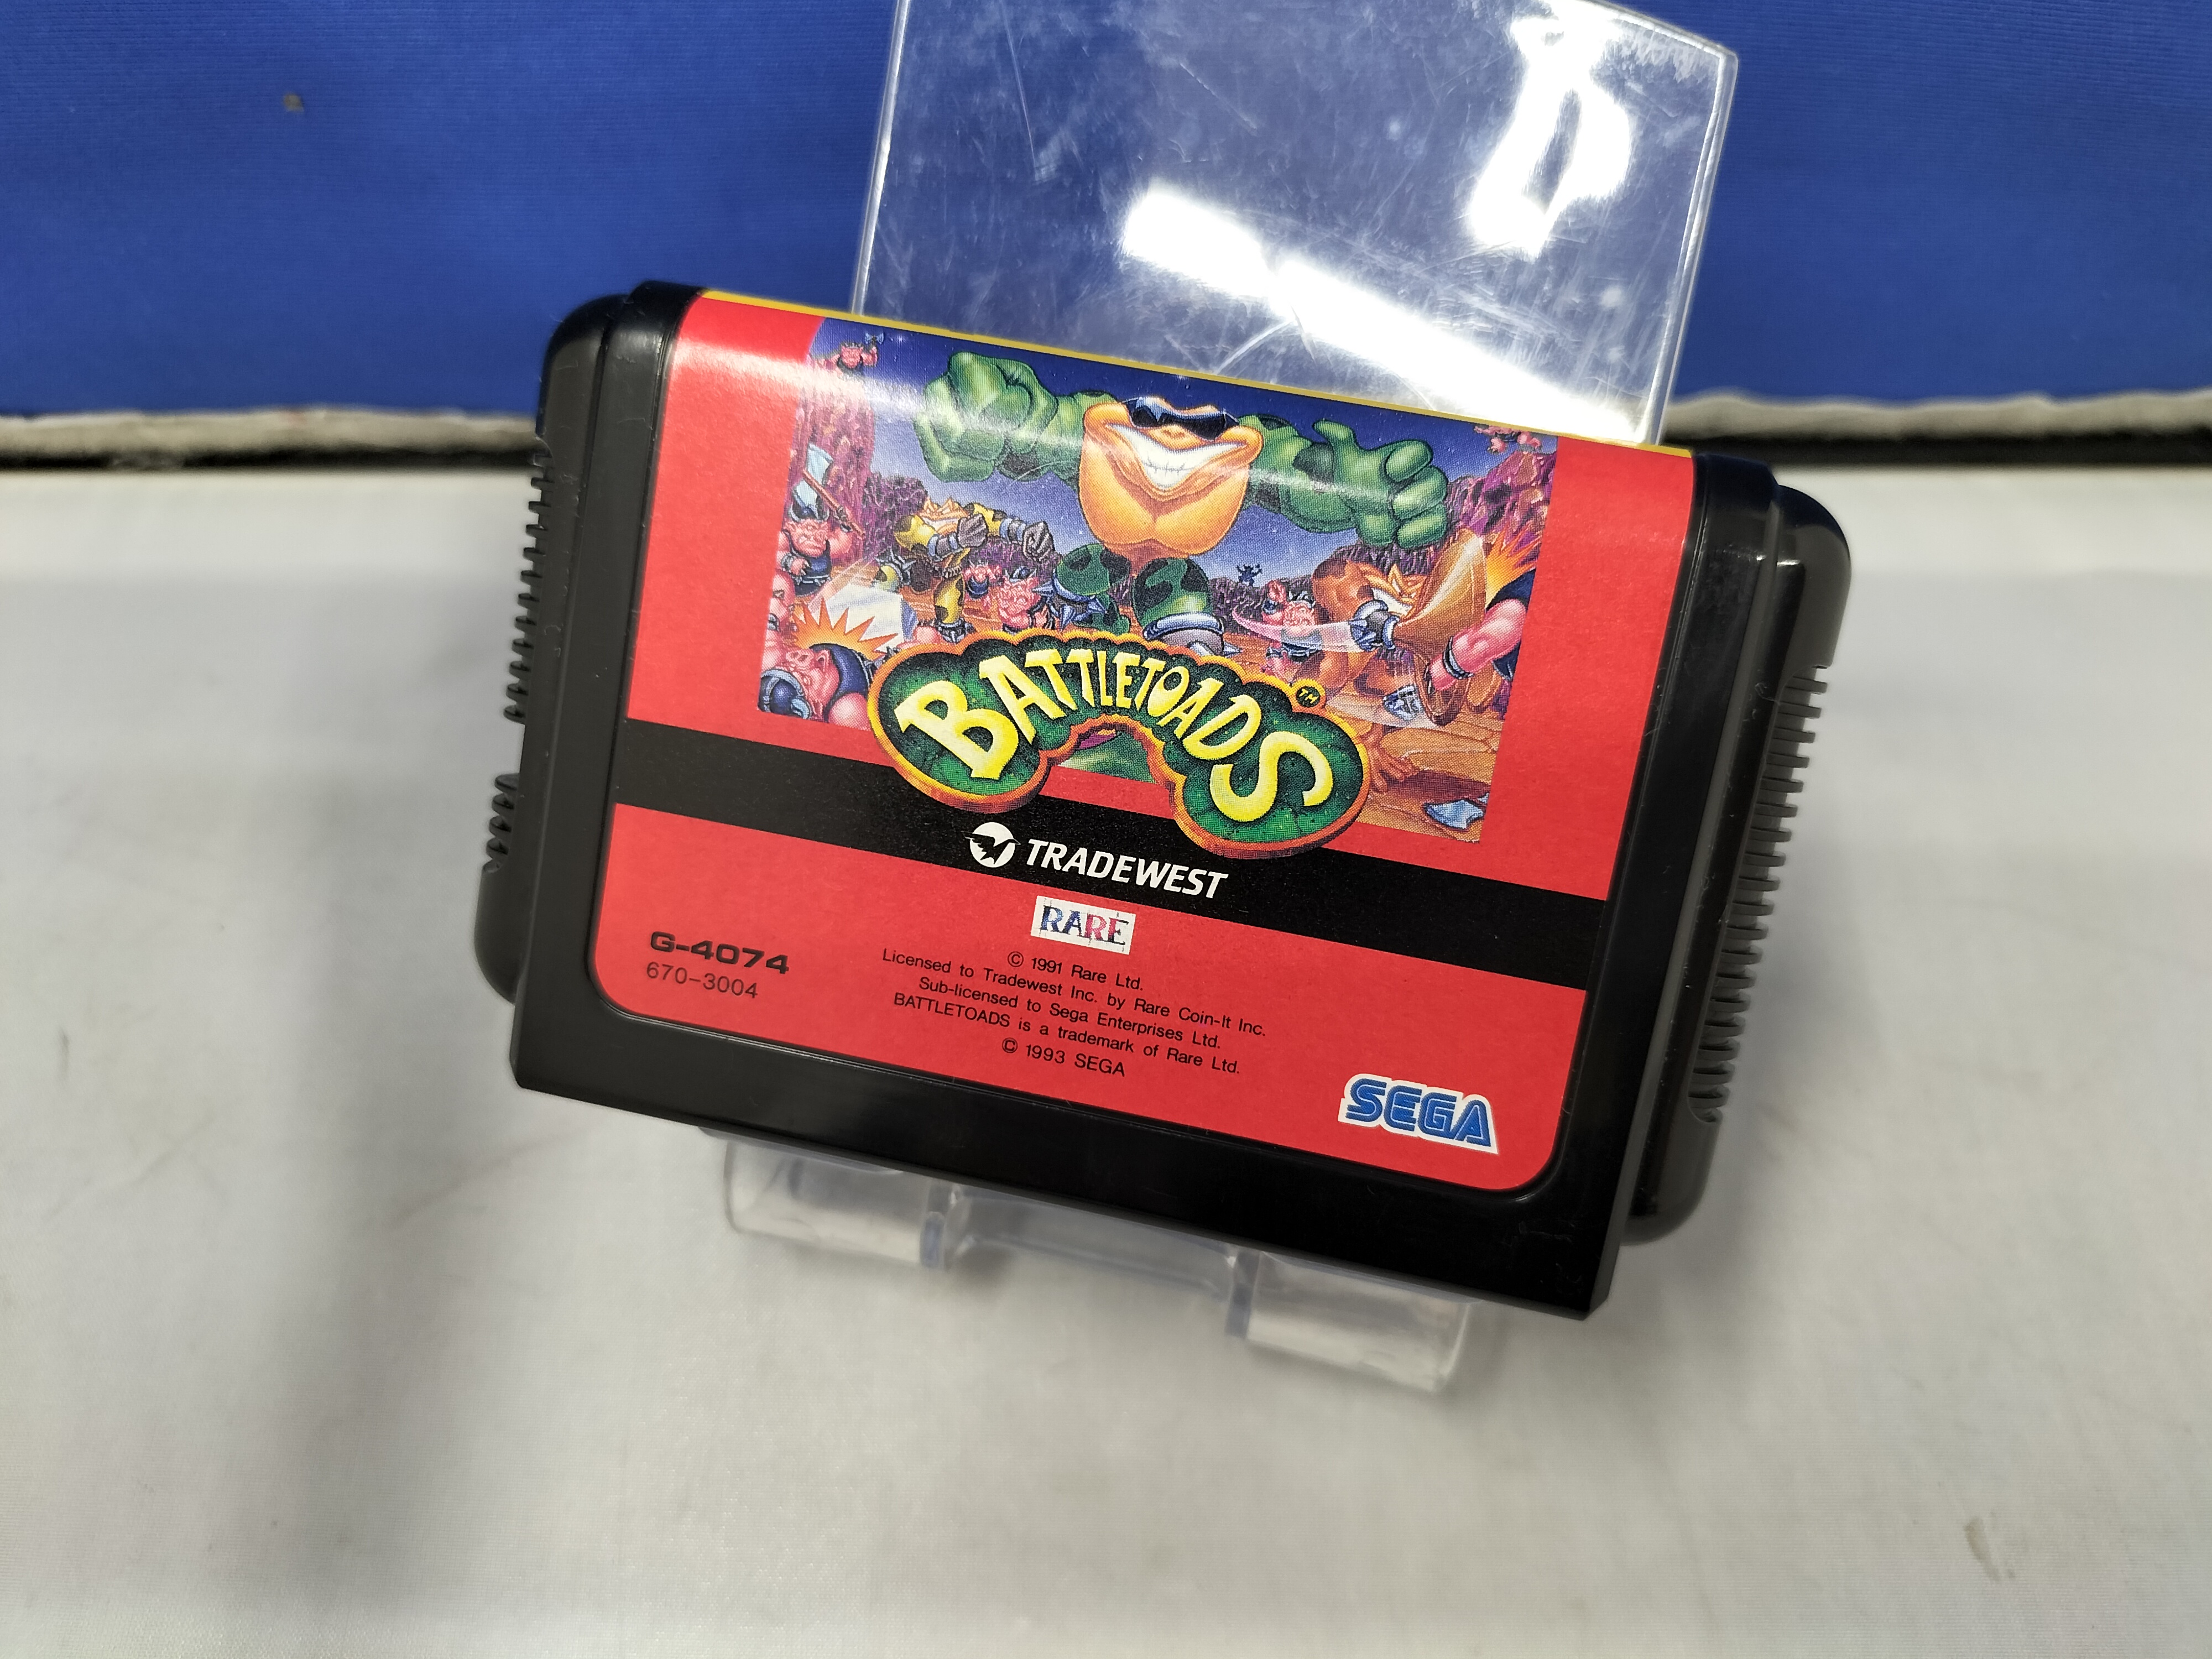 BATTLETOADS TM
TRADEWEST
RARE
G-4074
670-3004
© 1991 Rare Ltd.
Licensed to Tradewest Inc. by Rare Coin-It Inc.
Sub-licensed to Sega Enterprises Ltd.
BATTLETOADS is a trademark of Rare Ltd.
© 1993 SEGA
SEGA